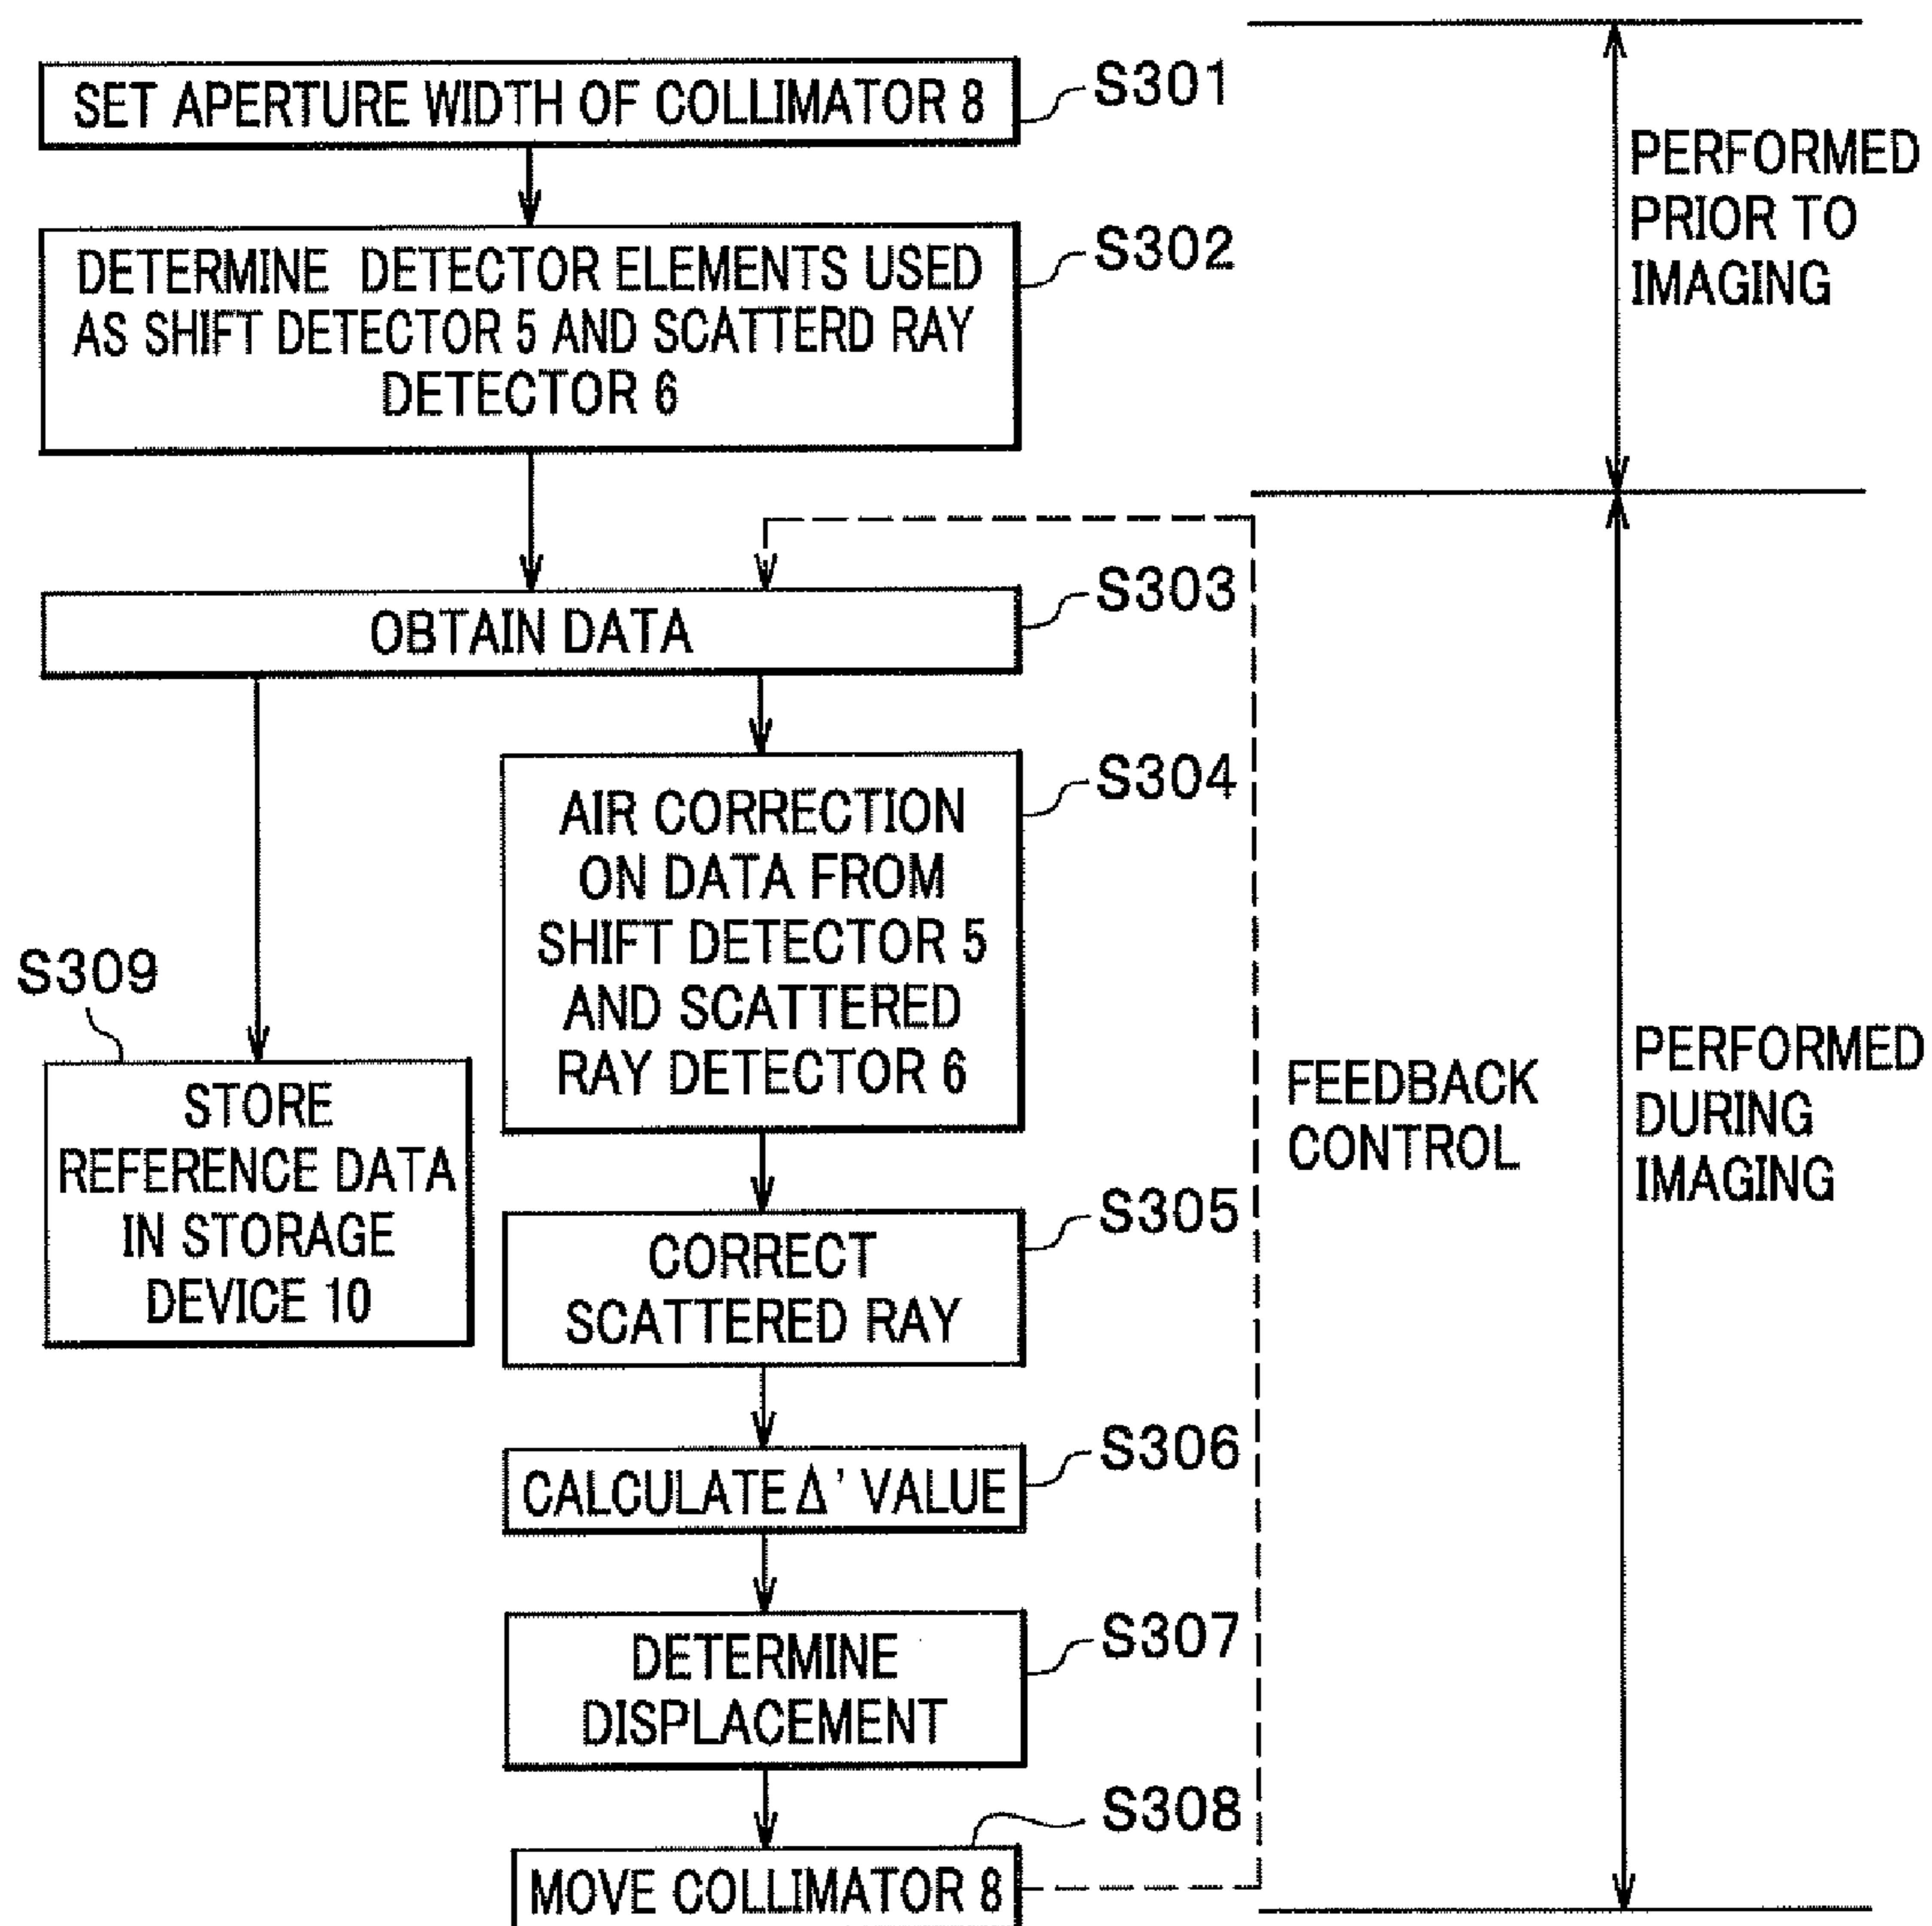 SET APERTURE WIDTH OF COLLIMATOR 8
S301
DETERMINE DETECTOR ELEMENTS USED
AS SHIFT DETECTOR 5 AND SCATTERD RAY
DETECTOR 6
S302
PERFORMED
PRIOR TO
IMAGING
OBTAIN DATA
S303
AIR CORRECTION
ON DATA FROM
SHIFT DETECTOR 5
AND SCATTERED
RAY DETECTOR 6
S304
S309
STORE
REFERENCE DATA
IN STORAGE
DEVICE 10
FEEDBACK
CONTROL
PERFORMED
DURING
IMAGING
CORRECT
SCATTERED RAY
S305
CALCULATE Δ' VALUE
S306
DETERMINE
DISPLACEMENT
S307
MOVE COLLIMATOR 8
S308